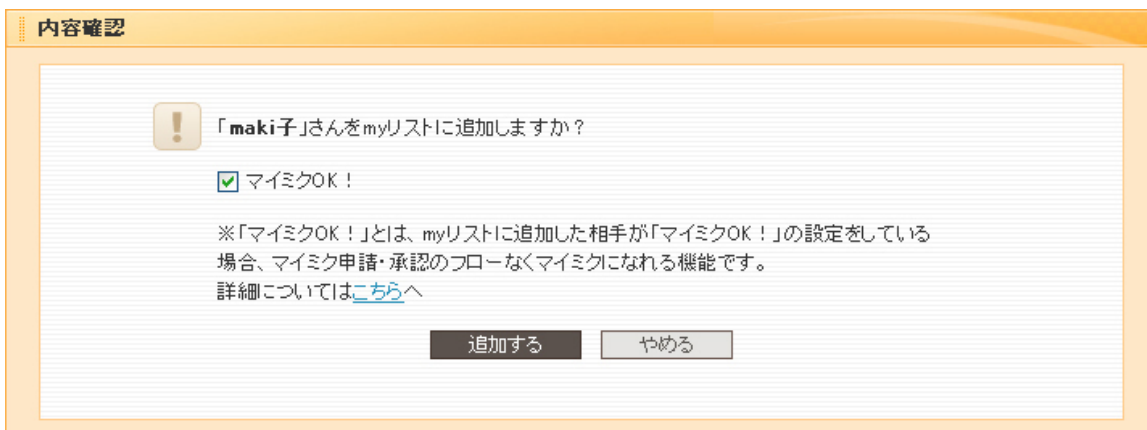 内容確認
「maki子」さんをmyリストに追加しますか？
マイミクOK！
※「マイミクOK！」とは、myリストに追加した相手が「マイミクOK！」の設定をしている
場合、マイミク申請・承認のフローなくマイミクになれる機能です。
詳細についてはこちらへ
追加する　やめる